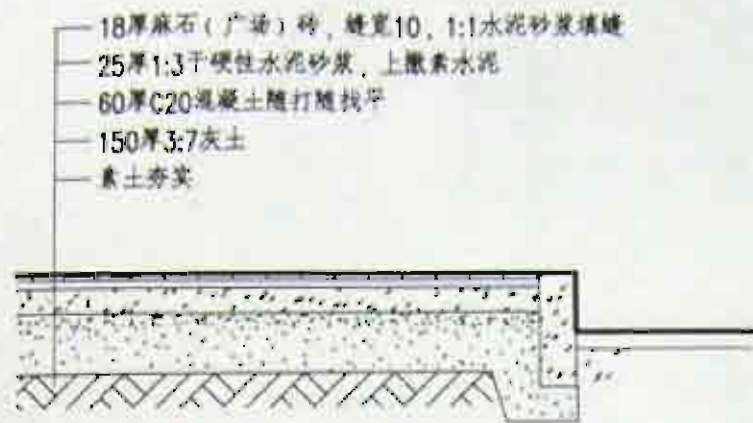 18厚麻石（广场）砖，缝宽10，1:1水泥砂浆填缝
25厚1:3干硬性水泥砂浆，上撒素水泥
60厚C20混凝土随打随找平
150厚3:7灰土
素土夯实